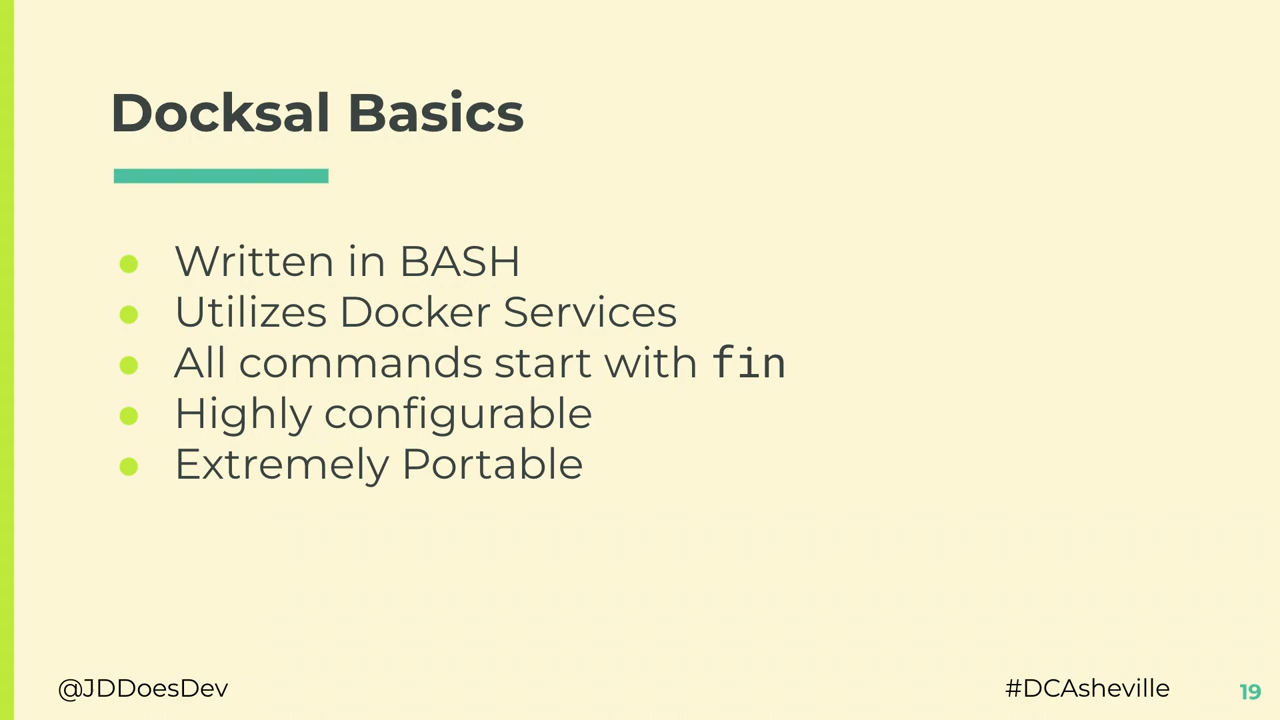 Docksal Basics
● Written in BASH
● Utilizes Docker Services
● All commands start with fin
● Highly configurable
● Extremely Portable
@JDDoesDev
#DCAsheville
19